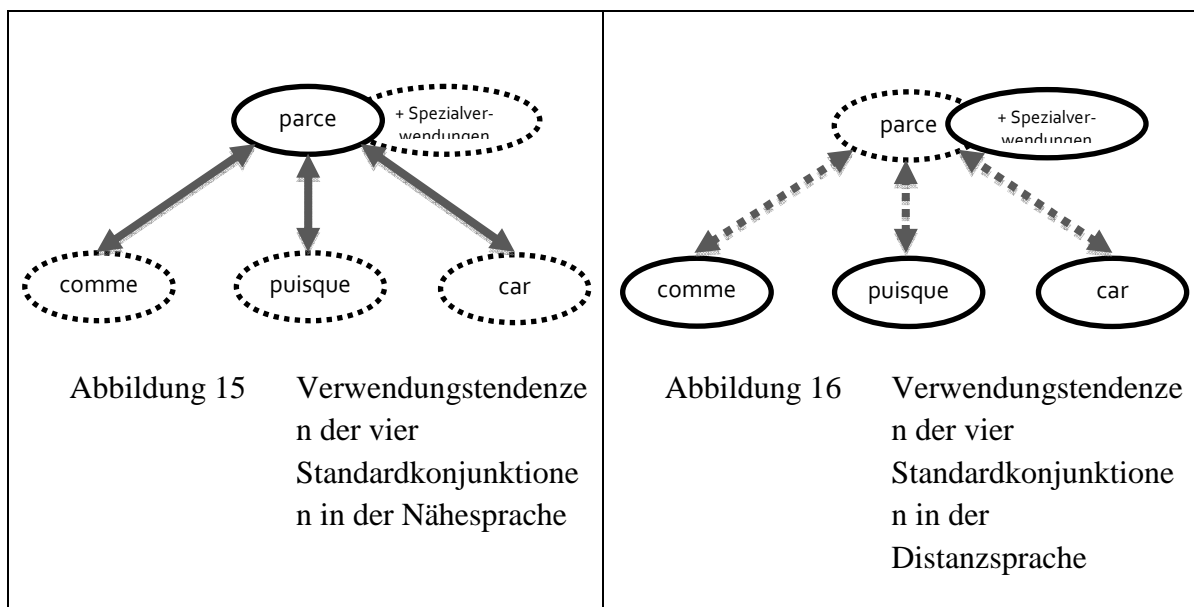 parce
+ Spezialver-
wendungen
comme
puisque
car
Abbildung 15
Verwendungstendenze
n der vier
Standardkonjunktione
n in der Nähesprache
parce
+ Spezialver-
wendungen
comme
puisque
car
Abbildung 16
Verwendungstendenze
n der vier
Standardkonjunktione
n in der
Distanzsprache